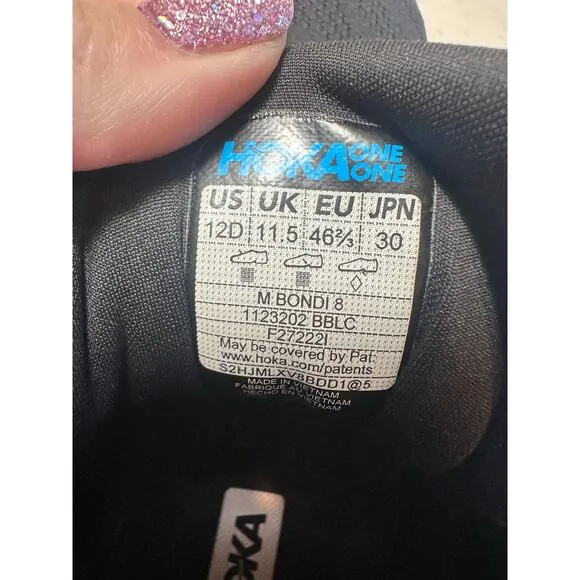 HOKA ONE ONE
US UK EU JPN
12D 11.5 46⅔ 30
M BONDI 8
1123202 BBLC
F27222I
May be covered by Pat:
www.hoka.com/patents
S2HJMLXV8BDD1@5
MADE IN VIETNAM
FABRIQUÉ AU VIETNAM
HECHO EN VIETNAM
HOKA